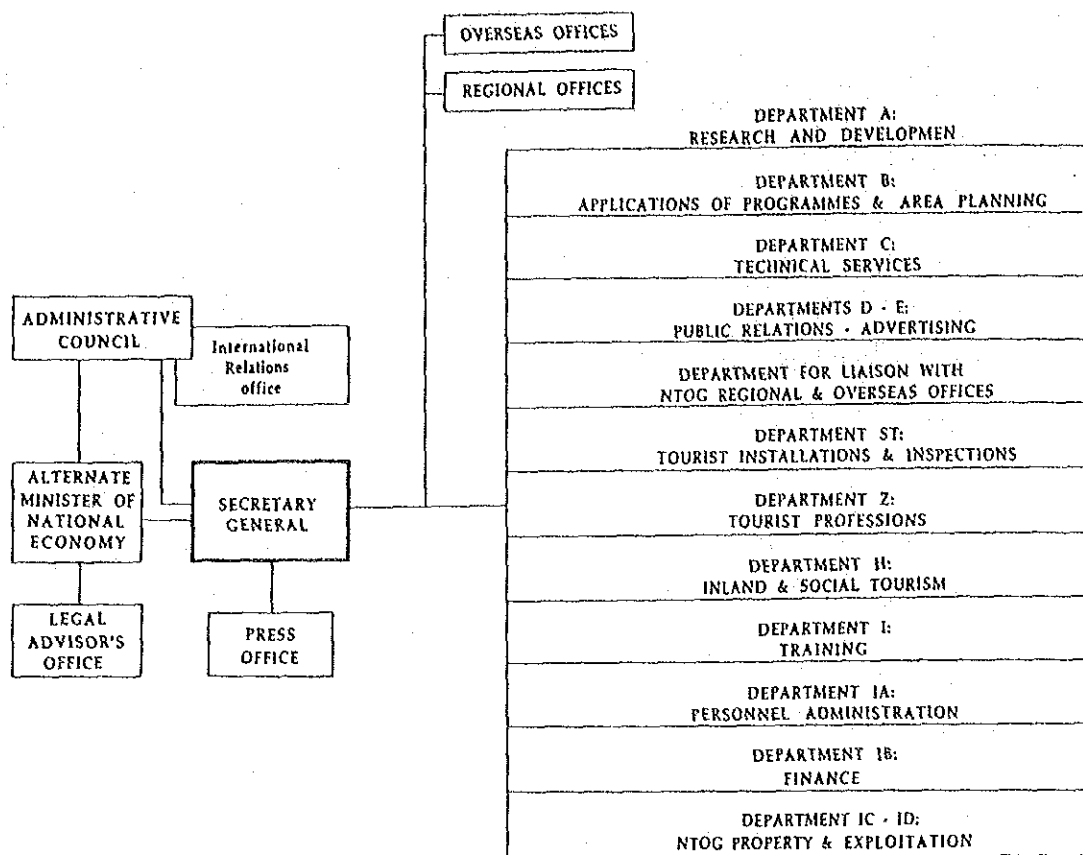 OVERSEAS OFFICES
REGIONAL OFFICES
ADMINISTRATIVE
COUNCIL
International
Relations
office
ALTERNATE
MINISTER OF
NATIONAL
ECONOMY
SECRETARY
GENERAL
LEGAL
ADVISOR'S
OFFICE
PRESS
OFFICE
DEPARTMENT A:
RESEARCH AND DEVELOPMEN
DEPARTMENT B:
APPLICATIONS OF PROGRAMMES & AREA PLANNING
DEPARTMENT C:
TECHNICAL SERVICES
DEPARTMENTS D - E:
PUBLIC RELATIONS - ADVERTISING
DEPARTMENT FOR LIAISON WITH
NTOG REGIONAL & OVERSEAS OFFICES
DEPARTMENT ST:
TOURIST INSTALLATIONS & INSPECTIONS
DEPARTMENT Z:
TOURIST PROFESSIONS
DEPARTMENT H:
INLAND & SOCIAL TOURISM
DEPARTMENT I:
TRAINING
DEPARTMENT IA:
PERSONNEL ADMINISTRATION
DEPARTMENT IB:
FINANCE
DEPARTMENT IC - ID:
NTOG PROPERTY & EXPLOITATION